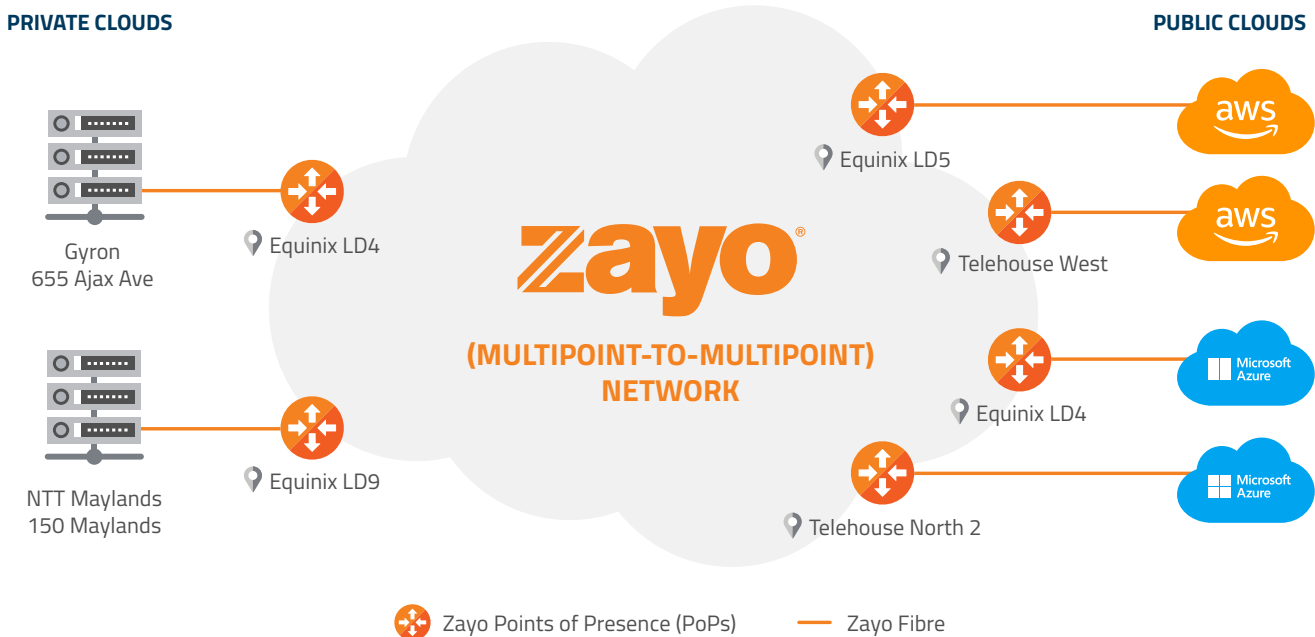 PRIVATE CLOUDS
PUBLIC CLOUDS
aws
Equinix LD5
Gyron
655 Ajax Ave
Equinix LD4
zayo®
aws
Telehouse West
(MULTIPOINT-TO-MULTIPOINT)
NETWORK
Microsoft
Azure
Equinix LD4
NTT Maylands
150 Maylands
Equinix LD9
Microsoft
Azure
Telehouse North 2
Zayo Points of Presence (PoPs)
Zayo Fibre